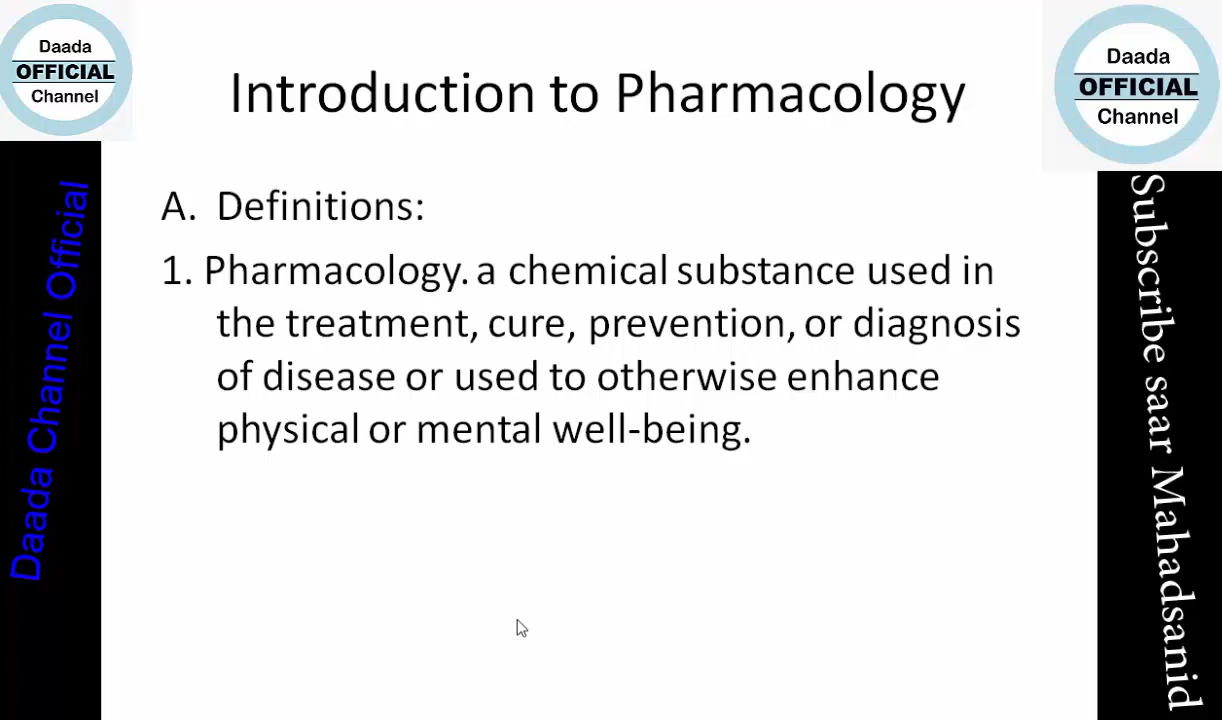 Daada
OFFICIAL
Channel
Daada
OFFICIAL
Channel
Introduction to Pharmacology
A. Definitions:
1. Pharmacology. a chemical substance used in
the treatment, cure, prevention, or diagnosis
of disease or used to otherwise enhance
physical or mental well-being.
Daada Channel Official
Subscribe saar Mahadsanid